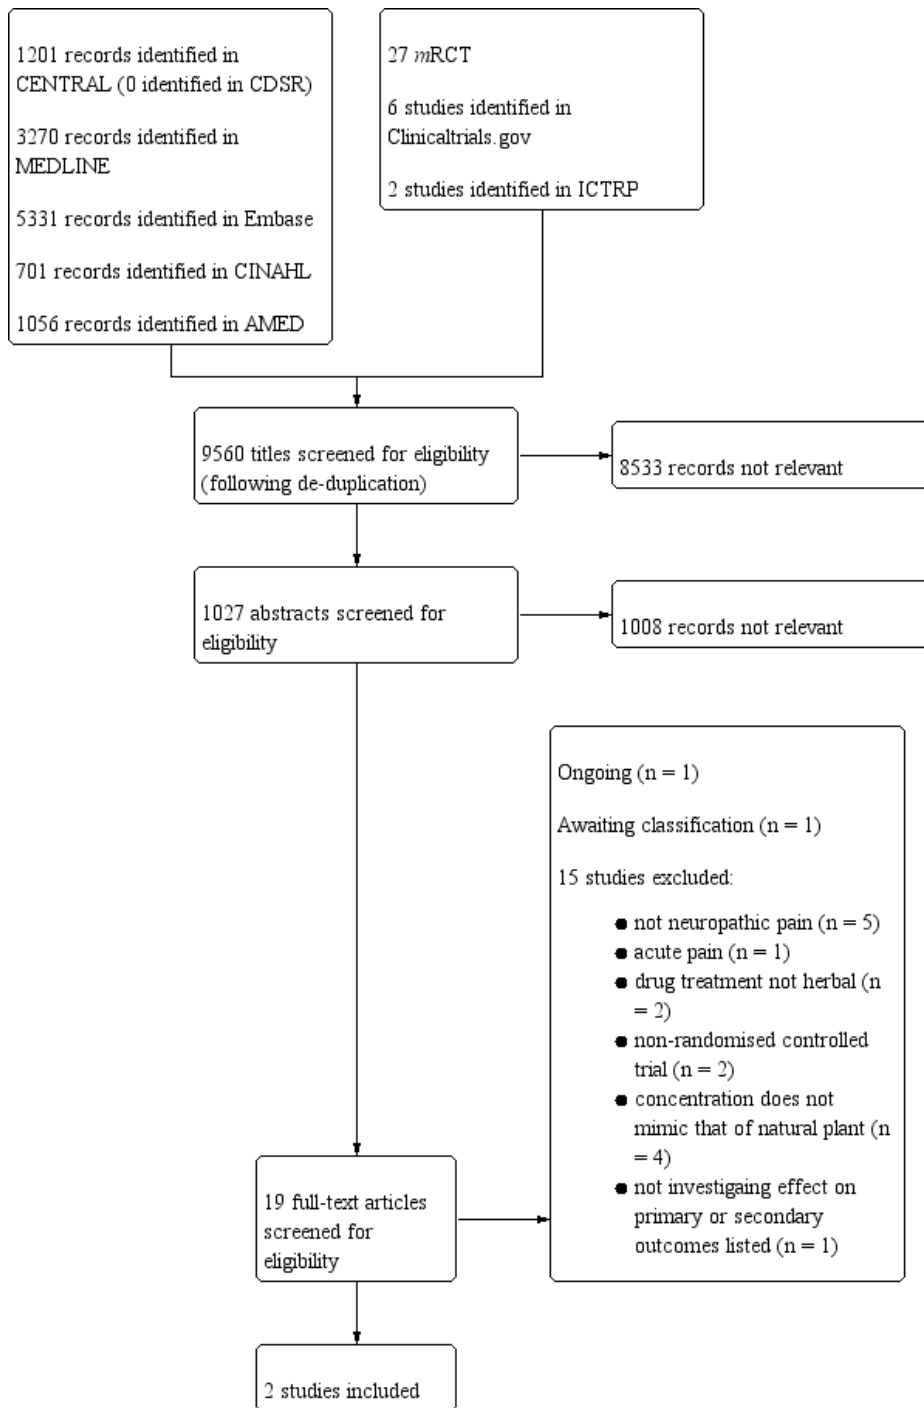 1201 records identified in
CENTRAL (0 identified in CDSR)
3270 records identified in
MEDLINE
5331 records identified in Embase
701 records identified in CINAHL
1056 records identified in AMED
27 mRCT
6 studies identified in
Clinicaltrials.gov
2 studies identified in ICTRP
9560 titles screened for eligibility
(following de-duplication)
8533 records not relevant
1027 abstracts screened for
eligibility
1008 records not relevant
Ongoing (n = 1)
Awaiting classification (n = 1)
15 studies excluded:
● not neuropathic pain (n = 5)
● acute pain (n = 1)
● drug treatment not herbal (n
= 2)
● non-randomised controlled
trial (n = 2)
● concentration does not
mimic that of natural plant (n
= 4)
● not investigaing effect on
primary or secondary
outcomes listed (n = 1)
19 full-text articles
screened for
eligibility
2 studies included